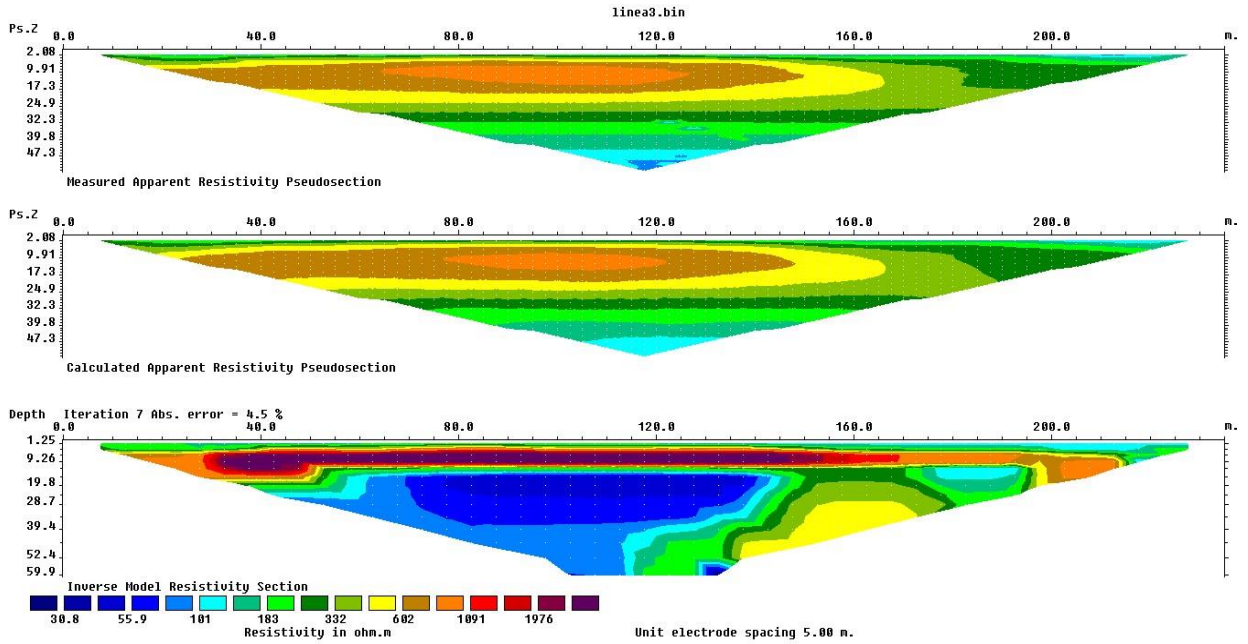 linea3.bin
Ps.Z 0.0 40.0 80.0 120.0 160.0 200.0 m.
2.08
9.91
17.3
24.9
32.3
39.8
47.3
Measured Apparent Resistivity Pseudosection
Ps.Z 0.0 40.0 80.0 120.0 160.0 200.0 m.
2.08
9.91
17.3
24.9
32.3
39.8
47.3
Calculated Apparent Resistivity Pseudosection
Depth Iteration 7 Abs. error = 4.5 %
0.0 40.0 80.0 120.0 160.0 200.0 m.
1.25
9.26
19.8
28.7
39.4
52.4
59.9
Inverse Model Resistivity Section
30.8 55.9 101 183 332 602 1091 1976
Resistivity in ohm.m Unit electrode spacing 5.00 m.